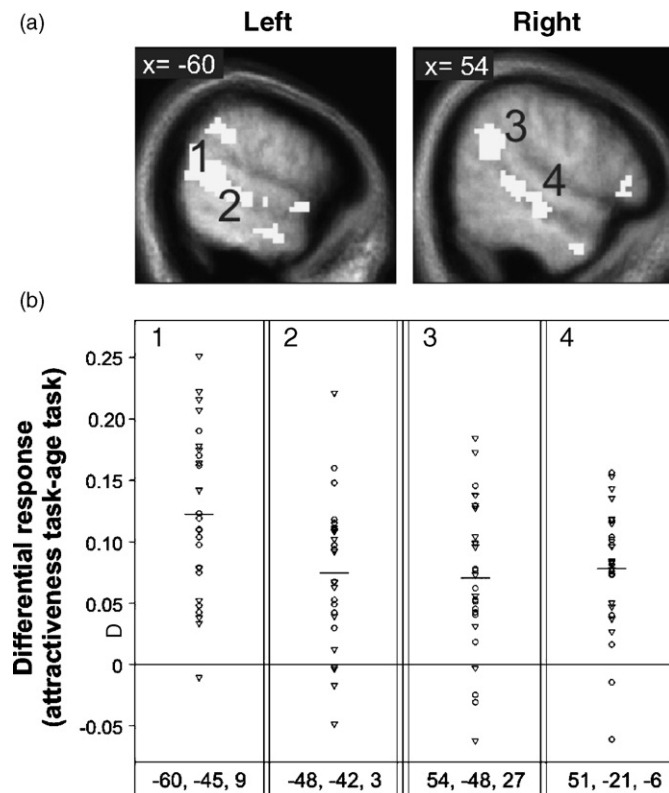 (a)
Left
Right
x= -60
x= 54
1
2
3
4
(b)
1
2
3
4
Differential response
(attractiveness task-age task)
D
0.25
0.20
0.15
0.10
0.05
0
-0.05
-60, -45, 9
-48, -42, 3
54, -48, 27
51, -21, -6